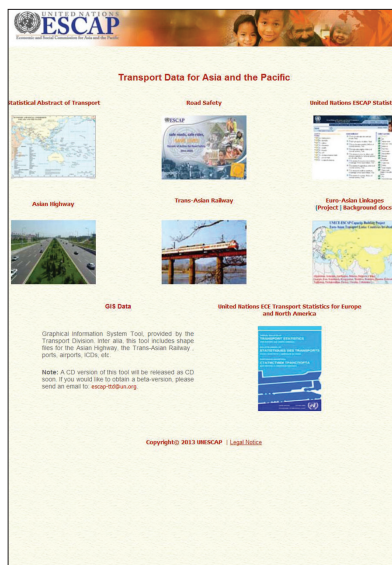 UNITED NATIONS
ESCAP
Economic and Social Commission for Asia and the Pacific
Transport Data for Asia and the Pacific
Statistical Abstract of Transport
Road Safety
United Nations ESCAP Statist
ESCAP
Asian Highway
Trans-Asian Railway
Euro-Asian Linkages
(Project | Background docs
GIS Data
United Nations ECE Transport Statistics for Europe
and North America
Graphical Information System Tool, provided by the
Transport Division. Inter alia, this tool includes shape
files for the Asian Highway, the Trans-Asian Railway ,
ports, airports, ICDs, etc.
Note: A CD version of this tool will be released as CD
soon. If you would like to obtain a beta-version, please
send an email to: escap-ttd@un.org.
TRANSPORT STATISTICS
Copyright© 2013 UNESCAP | Legal Notice